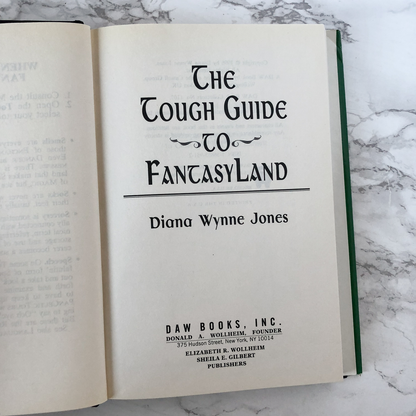 THE
TOUGH GUIDE
TO
FANTASYLAND
Diana Wynne Jones
DAW BOOKS, INC.
DONALD A. WOLLHEIM, FOUNDER
375 Hudson Street, New York, NY 10014
ELIZABETH R. WOLLHEIM
SHEILA E. GILBERT
PUBLISHERS